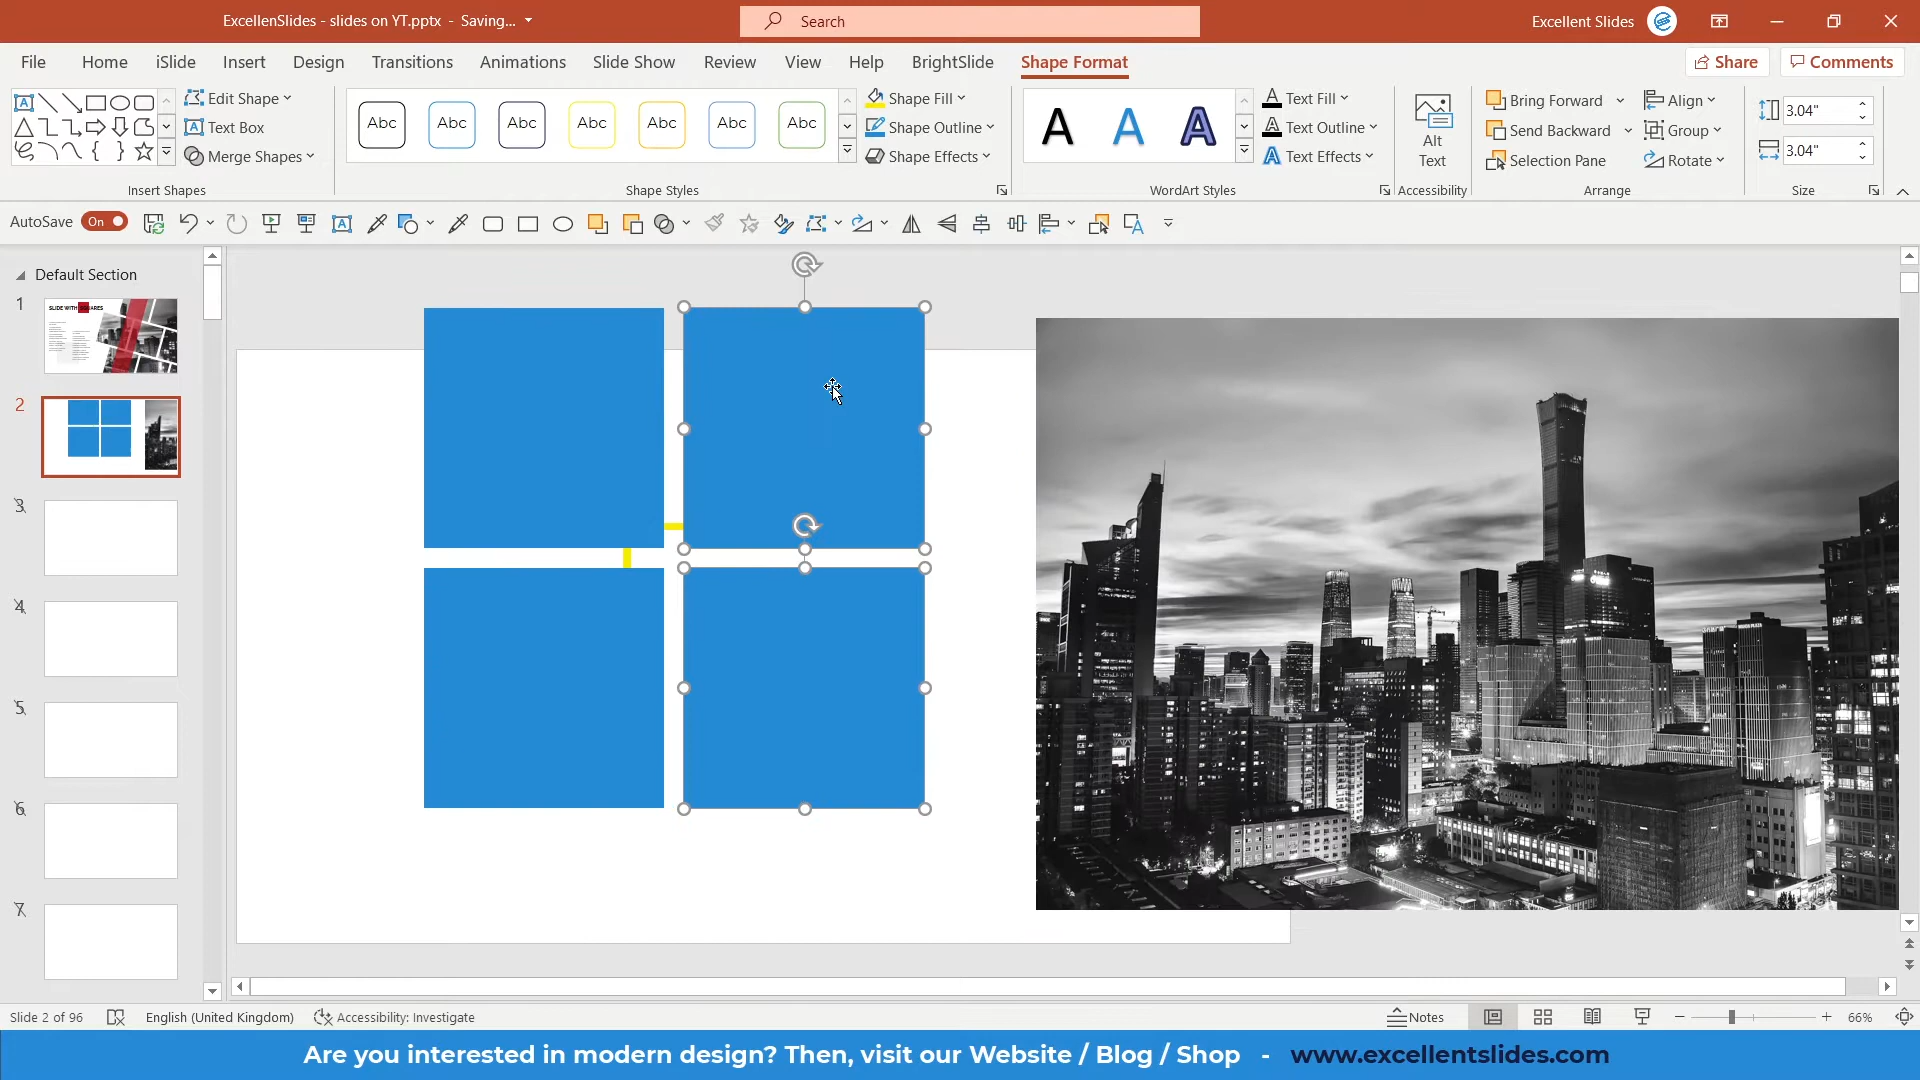 ExcellenSlides - slides on YT.pptx - Saving...
Search
Excellent Slides
File
Home
iSlide
Insert
Design
Transitions
Animations
Slide Show
Review
View
Help
BrightSlide
Shape Format
Share
Comments
Edit Shape
Text Box
Merge Shapes
Insert Shapes
Abc
Abc
Abc
Abc
Abc
Abc
Abc
Shape Fill
Shape Outline
Shape Effects
Shape Styles
A
A
A
Text Fill
Text Outline
Text Effects
WordArt Styles
Alt
Text
Accessibility
Bring Forward
Send Backward
Selection Pane
Align
Group
Rotate
Arrange
3.04"
3.04"
Size
AutoSave
On
Default Section
1
SLIDE WITH SQUARES
2
3
4
5
6
7
Slide 2 of 96
English (United Kingdom)
Accessibility: Investigate
Notes
66%
Are you interested in modern design? Then, visit our Website / Blog / Shop - www.excellentslides.com